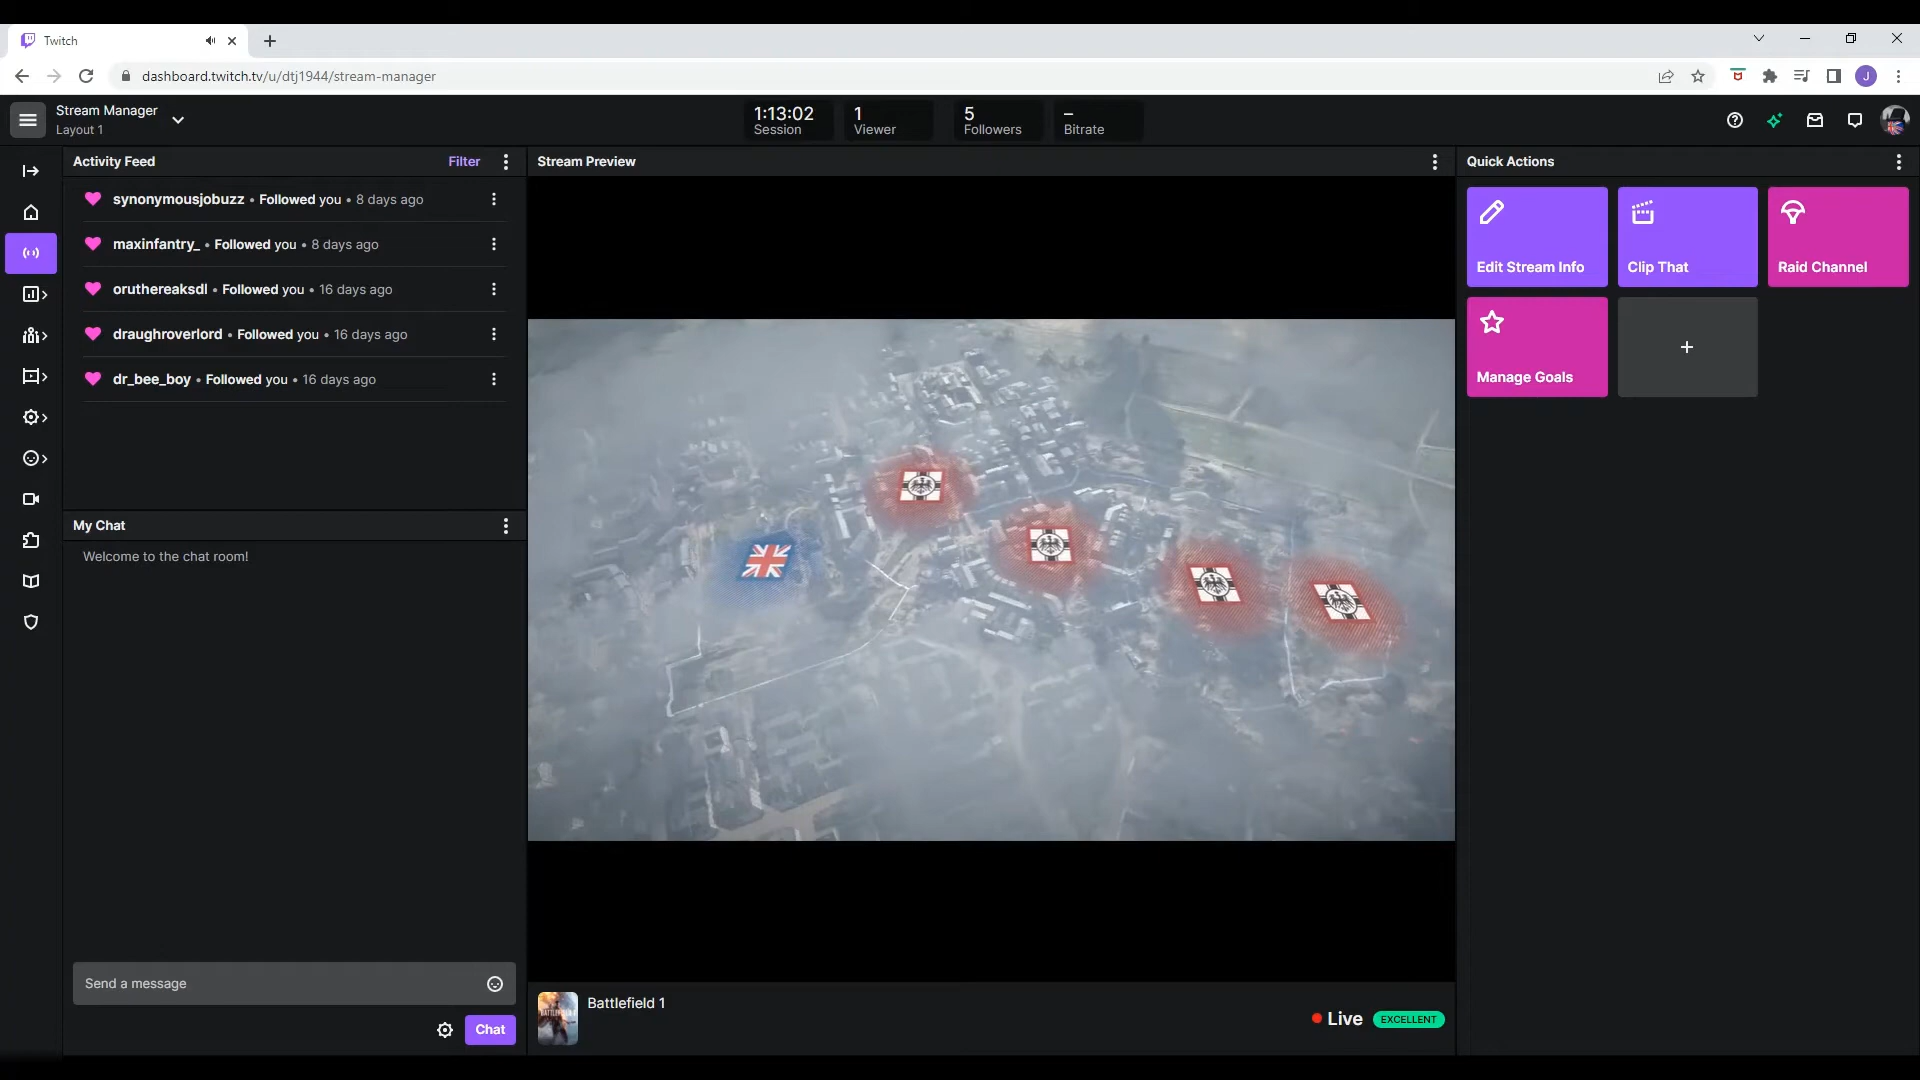 Twitch
dashboard.twitch.tv/u/dtj1944/stream-manager
J
Stream Manager
Layout 1
1:13:02
Session
1
Viewer
5
Followers
–
Bitrate
Activity Feed
Filter
synonymousjobuzz • Followed you • 8 days ago
maxinfantry_ • Followed you • 8 days ago
oruthereaksdl • Followed you • 16 days ago
draughroverlord • Followed you • 16 days ago
dr_bee_boy • Followed you • 16 days ago
My Chat
Welcome to the chat room!
Send a message
Chat
Stream Preview
Battlefield 1
Live
EXCELLENT
Quick Actions
Edit Stream Info
Clip That
Raid Channel
Manage Goals